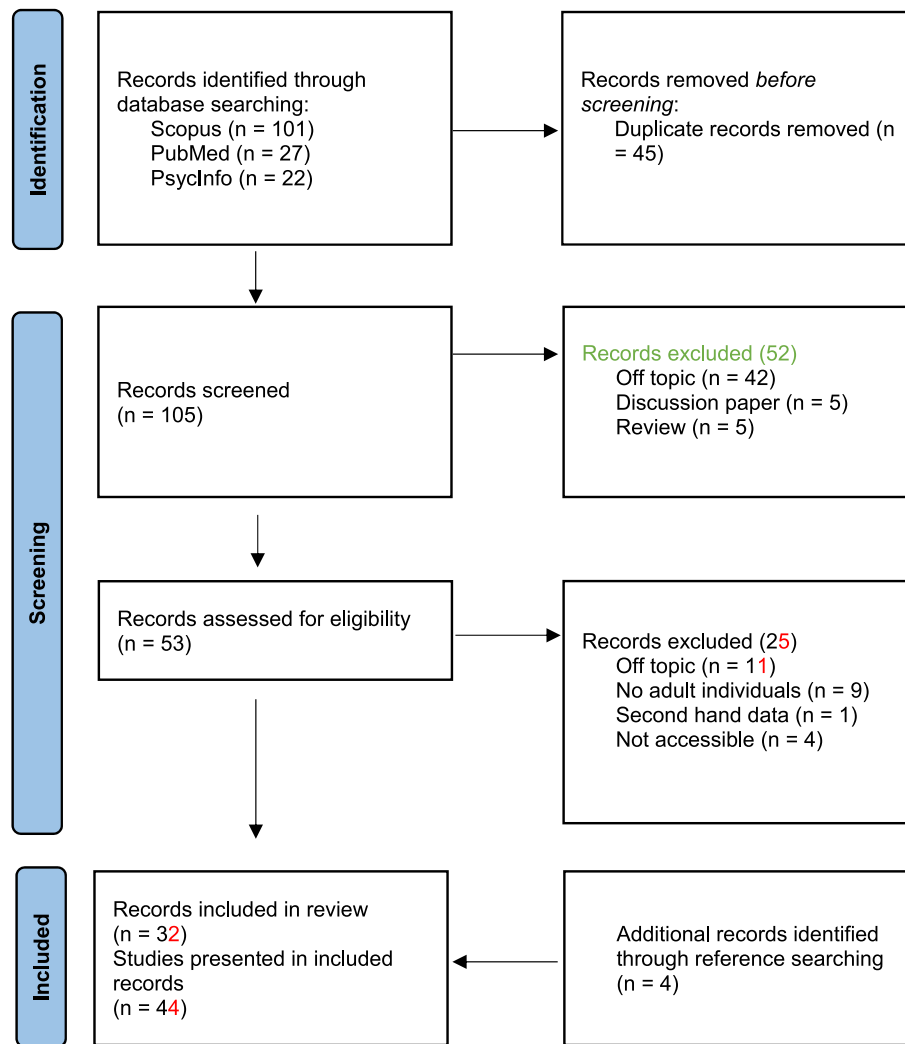 Identification
Records identified through
database searching:
Scopus (n = 101)
PubMed (n = 27)
PsycInfo (n = 22)
Records removed before
screening:
Duplicate records removed (n
= 45)
Screening
Records screened
(n = 105)
Records excluded (52)
Off topic (n = 42)
Discussion paper (n = 5)
Review (n = 5)
Records assessed for eligibility
(n = 53)
Records excluded (25)
Off topic (n = 11)
No adult individuals (n = 9)
Second hand data (n = 1)
Not accessible (n = 4)
Included
Records included in review
(n = 32)
Studies presented in included
records
(n = 44)
Additional records identified
through reference searching
(n = 4)